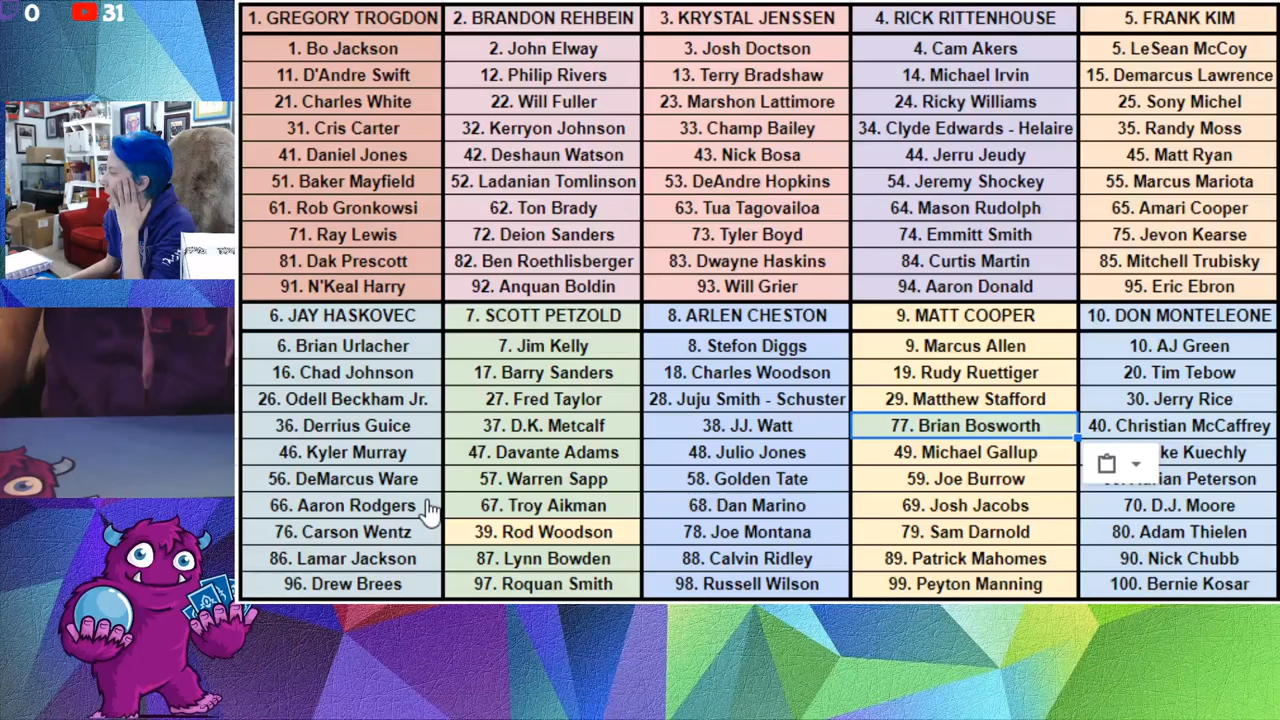 0 31
1. GREGORY TROGDON 2. BRANDON REHBEIN 3. KRYSTAL JENSSEN 4. RICK RITTENHOUSE 5. FRANK KIM
1. Bo Jackson 2. John Elway 3. Josh Doctson 4. Cam Akers 5. LeSean McCoy
11. D'Andre Swift 12. Philip Rivers 13. Terry Bradshaw 14. Michael Irvin 15. Demarcus Lawrence
21. Charles White 22. Will Fuller 23. Marshon Lattimore 24. Ricky Williams 25. Sony Michel
31. Cris Carter 32. Kerryon Johnson 33. Champ Bailey 34. Clyde Edwards - Helaire 35. Randy Moss
41. Daniel Jones 42. Deshaun Watson 43. Nick Bosa 44. Jerru Jeudy 45. Matt Ryan
51. Baker Mayfield 52. Ladanian Tomlinson 53. DeAndre Hopkins 54. Jeremy Shockey 55. Marcus Mariota
61. Rob Gronkowsi 62. Ton Brady 63. Tua Tagovailoa 64. Mason Rudolph 65. Amari Cooper
71. Ray Lewis 72. Deion Sanders 73. Tyler Boyd 74. Emmitt Smith 75. Jevon Kearse
81. Dak Prescott 82. Ben Roethlisberger 83. Dwayne Haskins 84. Curtis Martin 85. Mitchell Trubisky
91. N'Keal Harry 92. Anquan Boldin 93. Will Grier 94. Aaron Donald 95. Eric Ebron
6. JAY HASKOVEC 7. SCOTT PETZOLD 8. ARLEN CHESTON 9. MATT COOPER 10. DON MONTELEONE
6. Brian Urlacher 7. Jim Kelly 8. Stefon Diggs 9. Marcus Allen 10. AJ Green
16. Chad Johnson 17. Barry Sanders 18. Charles Woodson 19. Rudy Ruettiger 20. Tim Tebow
26. Odell Beckham Jr. 27. Fred Taylor 28. Juju Smith - Schuster 29. Matthew Stafford 30. Jerry Rice
36. Derrius Guice 37. D.K. Metcalf 38. JJ. Watt 77. Brian Bosworth 40. Christian McCaffrey
46. Kyler Murray 47. Davante Adams 48. Julio Jones 49. Michael Gallup ke Kuechly
56. DeMarcus Ware 57. Warren Sapp 58. Golden Tate 59. Joe Burrow Peterson
66. Aaron Rodgers 67. Troy Aikman 68. Dan Marino 69. Josh Jacobs 70. D.J. Moore
76. Carson Wentz 39. Rod Woodson 78. Joe Montana 79. Sam Darnold 80. Adam Thielen
86. Lamar Jackson 87. Lynn Bowden 88. Calvin Ridley 89. Patrick Mahomes 90. Nick Chubb
96. Drew Brees 97. Roquan Smith 98. Russell Wilson 99. Peyton Manning 100. Bernie Kosar